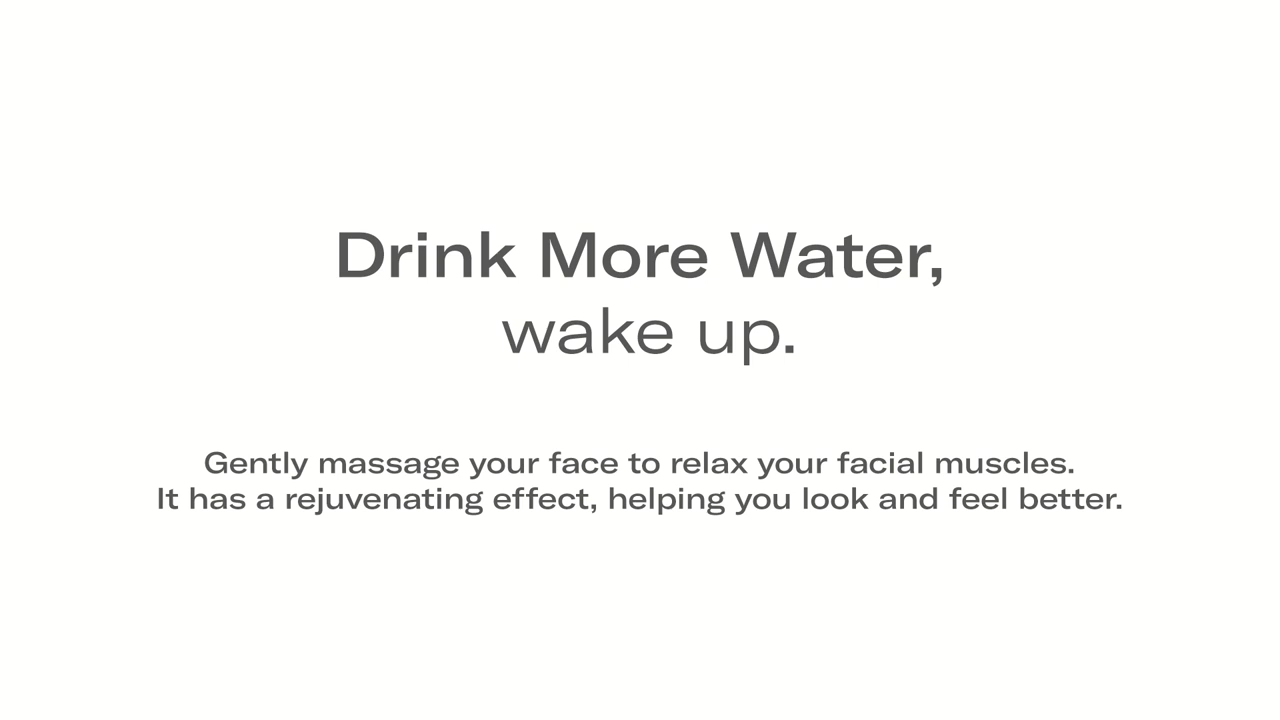 Drink More Water,
wake up.
Gently massage your face to relax your facial muscles.
It has a rejuvenating effect, helping you look and feel better.